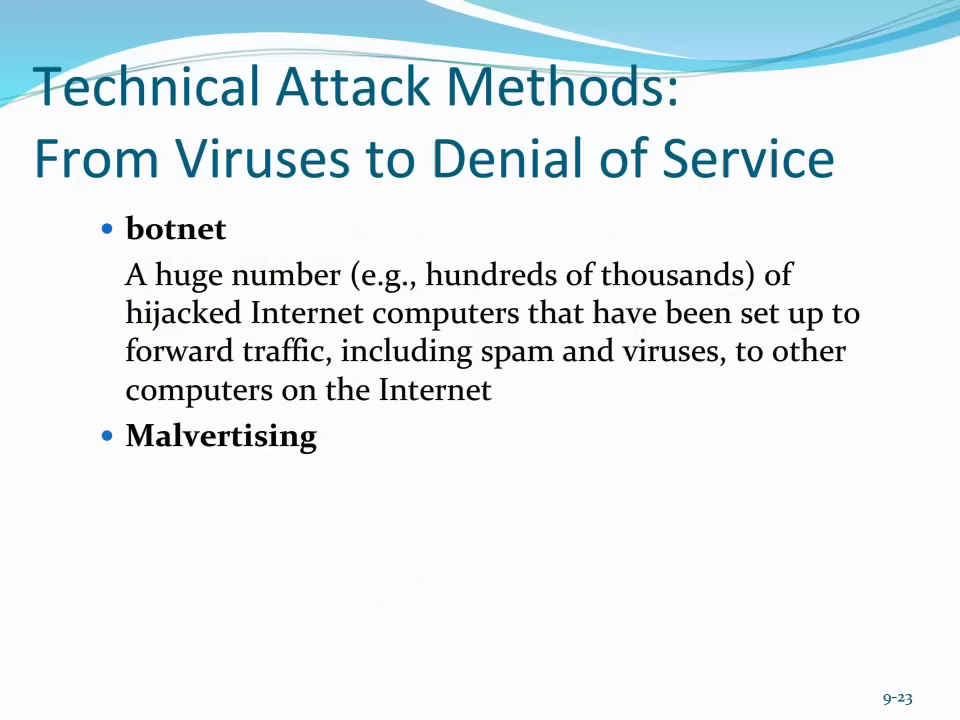 Technical Attack Methods:
From Viruses to Denial of Service
• botnet
A huge number (e.g., hundreds of thousands) of
hijacked Internet computers that have been set up to
forward traffic, including spam and viruses, to other
computers on the Internet
• Malvertising
9-23